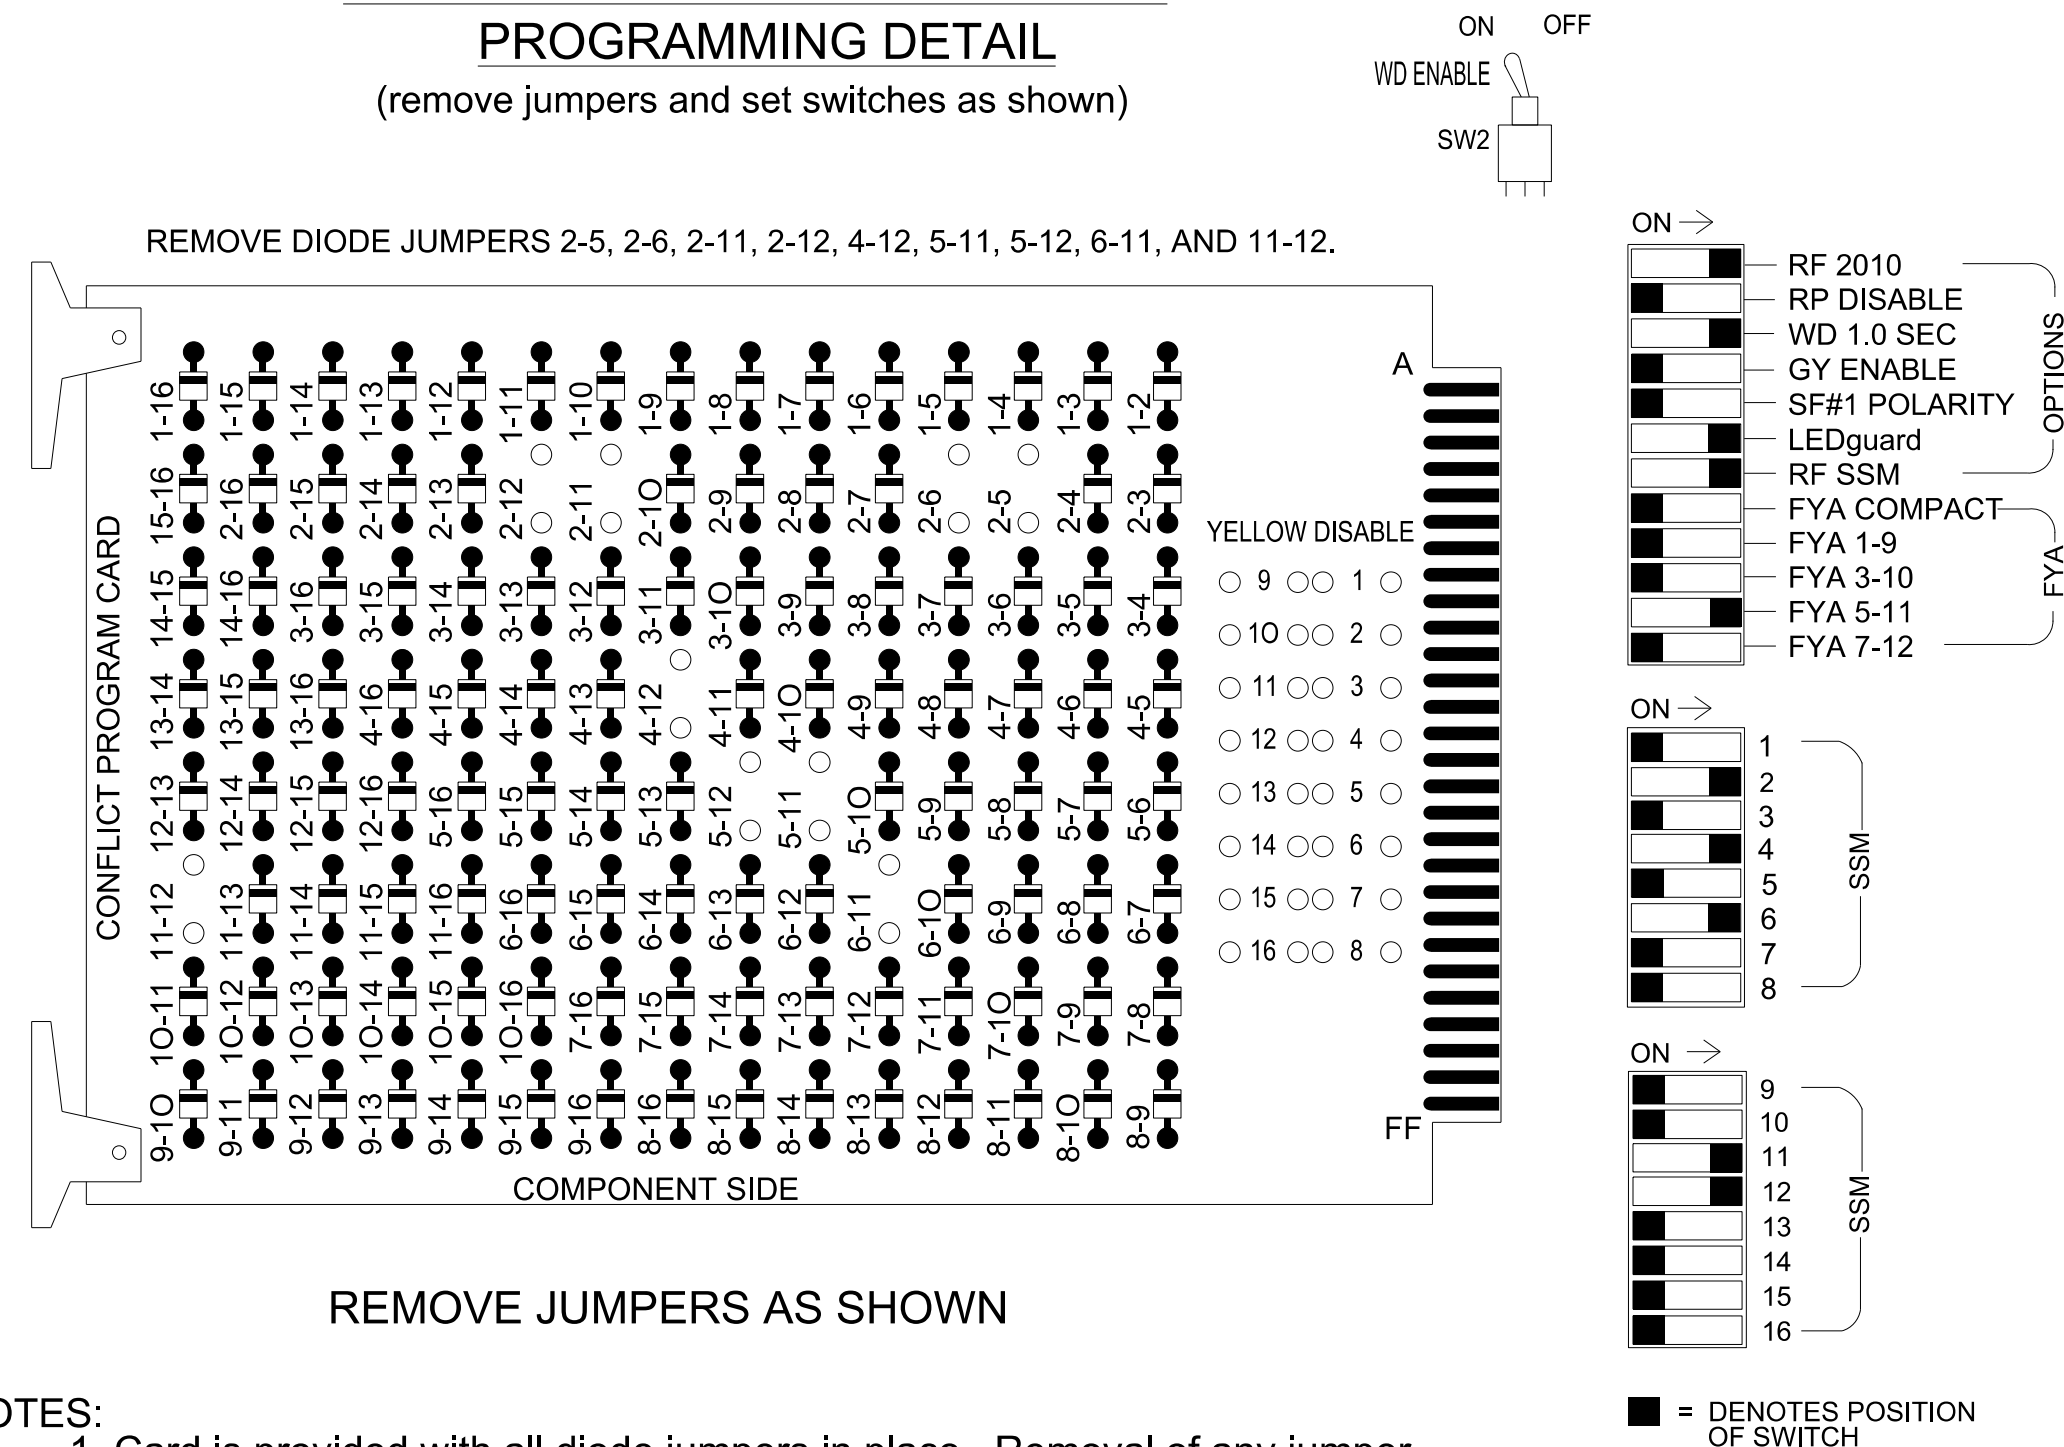 PROGRAMMING DETAIL
(remove jumpers and set switches as shown)
ON OFF
WD ENABLE
SW2
REMOVE DIODE JUMPERS 2-5, 2-6, 2-11, 2-12, 4-12, 5-11, 5-12, 6-11, AND 11-12.
CONFLICT PROGRAM CARD
1-16 1-15 1-14 1-13 1-12 1-11 1-10 1-9 1-8 1-7 1-6 1-5 1-4 1-3 1-2
15-16 2-16 2-15 2-14 2-13 2-12 2-11 2-10 2-9 2-8 2-7 2-6 2-5 2-4 2-3
14-15 14-16 3-16 3-15 3-14 3-13 3-12 3-11 3-10 3-9 3-8 3-7 3-6 3-5 3-4
13-14 13-15 13-16 4-16 4-15 4-14 4-13 4-12 4-11 4-10 4-9 4-8 4-7 4-6 4-5
12-13 12-14 12-15 12-16 5-16 5-15 5-14 5-13 5-12 5-11 5-10 5-9 5-8 5-7 5-6
11-12 11-13 11-14 11-15 11-16 6-16 6-15 6-14 6-13 6-12 6-11 6-10 6-9 6-8 6-7
10-11 10-12 10-13 10-14 10-15 10-16 7-16 7-15 7-14 7-13 7-12 7-11 7-10 7-9 7-8
9-10 9-11 9-12 9-13 9-14 9-15 9-16 8-16 8-15 8-14 8-13 8-12 8-11 8-10 8-9
COMPONENT SIDE
A
YELLOW DISABLE
9 1
10 2
11 3
12 4
13 5
14 6
15 7
16 8
FF
ON
RF 2010
RP DISABLE
WD 1.0 SEC
GY ENABLE
SF#1 POLARITY
LEDguard
RF SSM
OPTIONS
FYA COMPACT
FYA 1-9
FYA 3-10
FYA 5-11
FYA 7-12
FYA
ON
1
2
3
4
5
6
7
8
SSM
ON
9
10
11
12
13
14
15
16
SSM
REMOVE JUMPERS AS SHOWN
= DENOTES POSITION
OF SWITCH
OTES:
1. Card is provided with all diode jumpers in place. Removal of any jumper